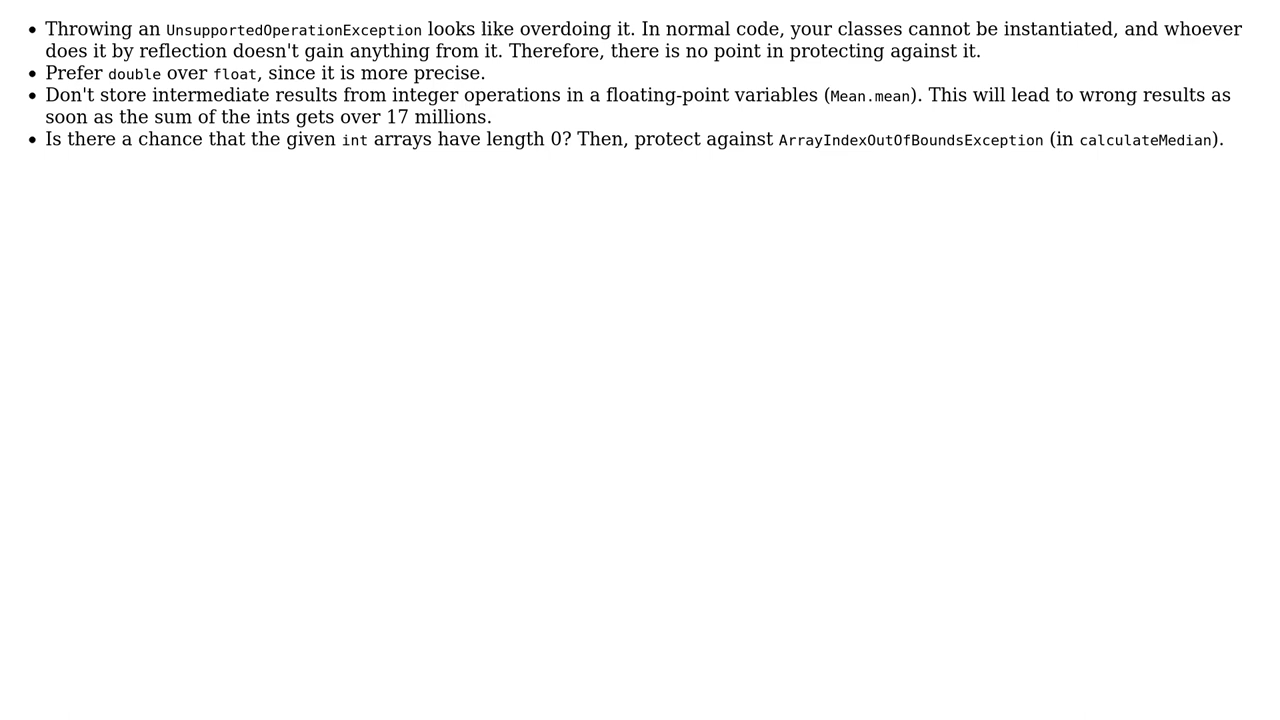 Throwing an UnsupportedOperationException looks like overdoing it. In normal code, your classes cannot be instantiated, and whoever
does it by reflection doesn't gain anything from it. Therefore, there is no point in protecting against it.
Prefer double over float, since it is more precise.
Don't store intermediate results from integer operations in a floating-point variables (Mean.mean). This will lead to wrong results as
soon as the sum of the ints gets over 17 millions.
Is there a chance that the given int arrays have length 0? Then, protect against ArrayIndexOutOfBoundsException (in calculateMedian).